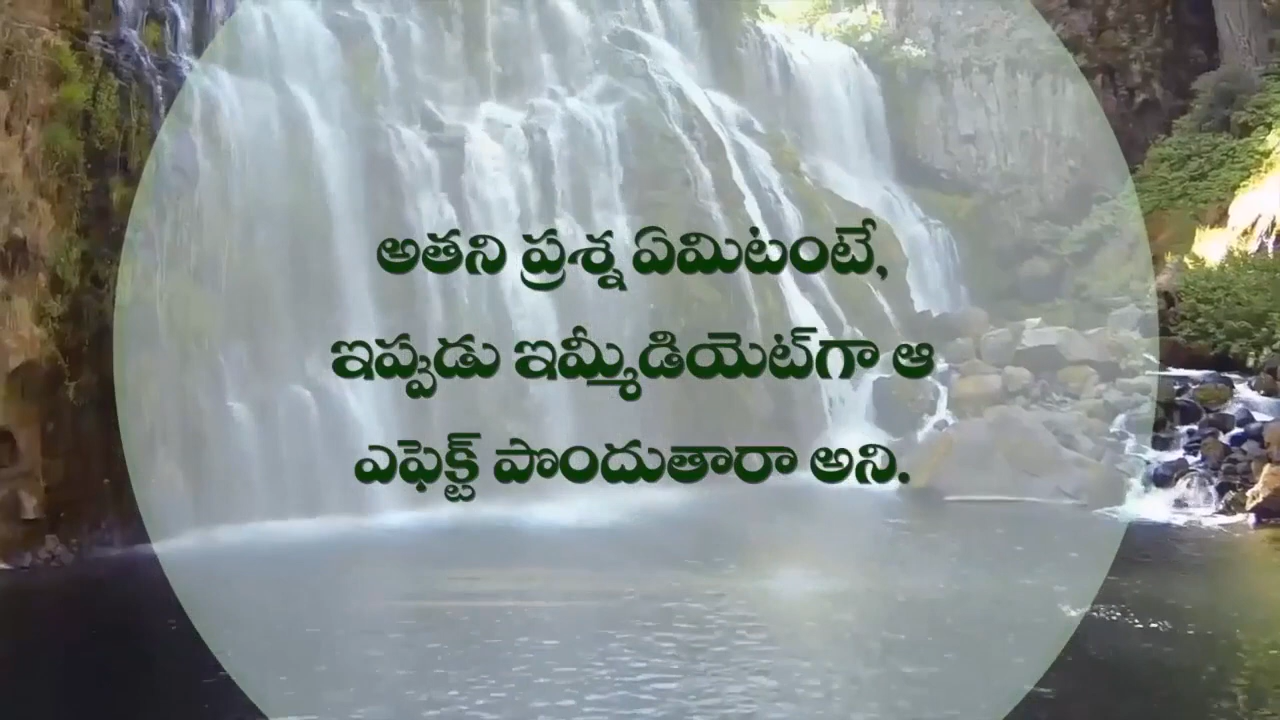 అతని ప్రశ్న ఏమిటంటే,
ఇప్పుడు ఇమ్మీడియెట్‌గా ఆ
ఎఫెక్ట్ పొందుతారా అని.